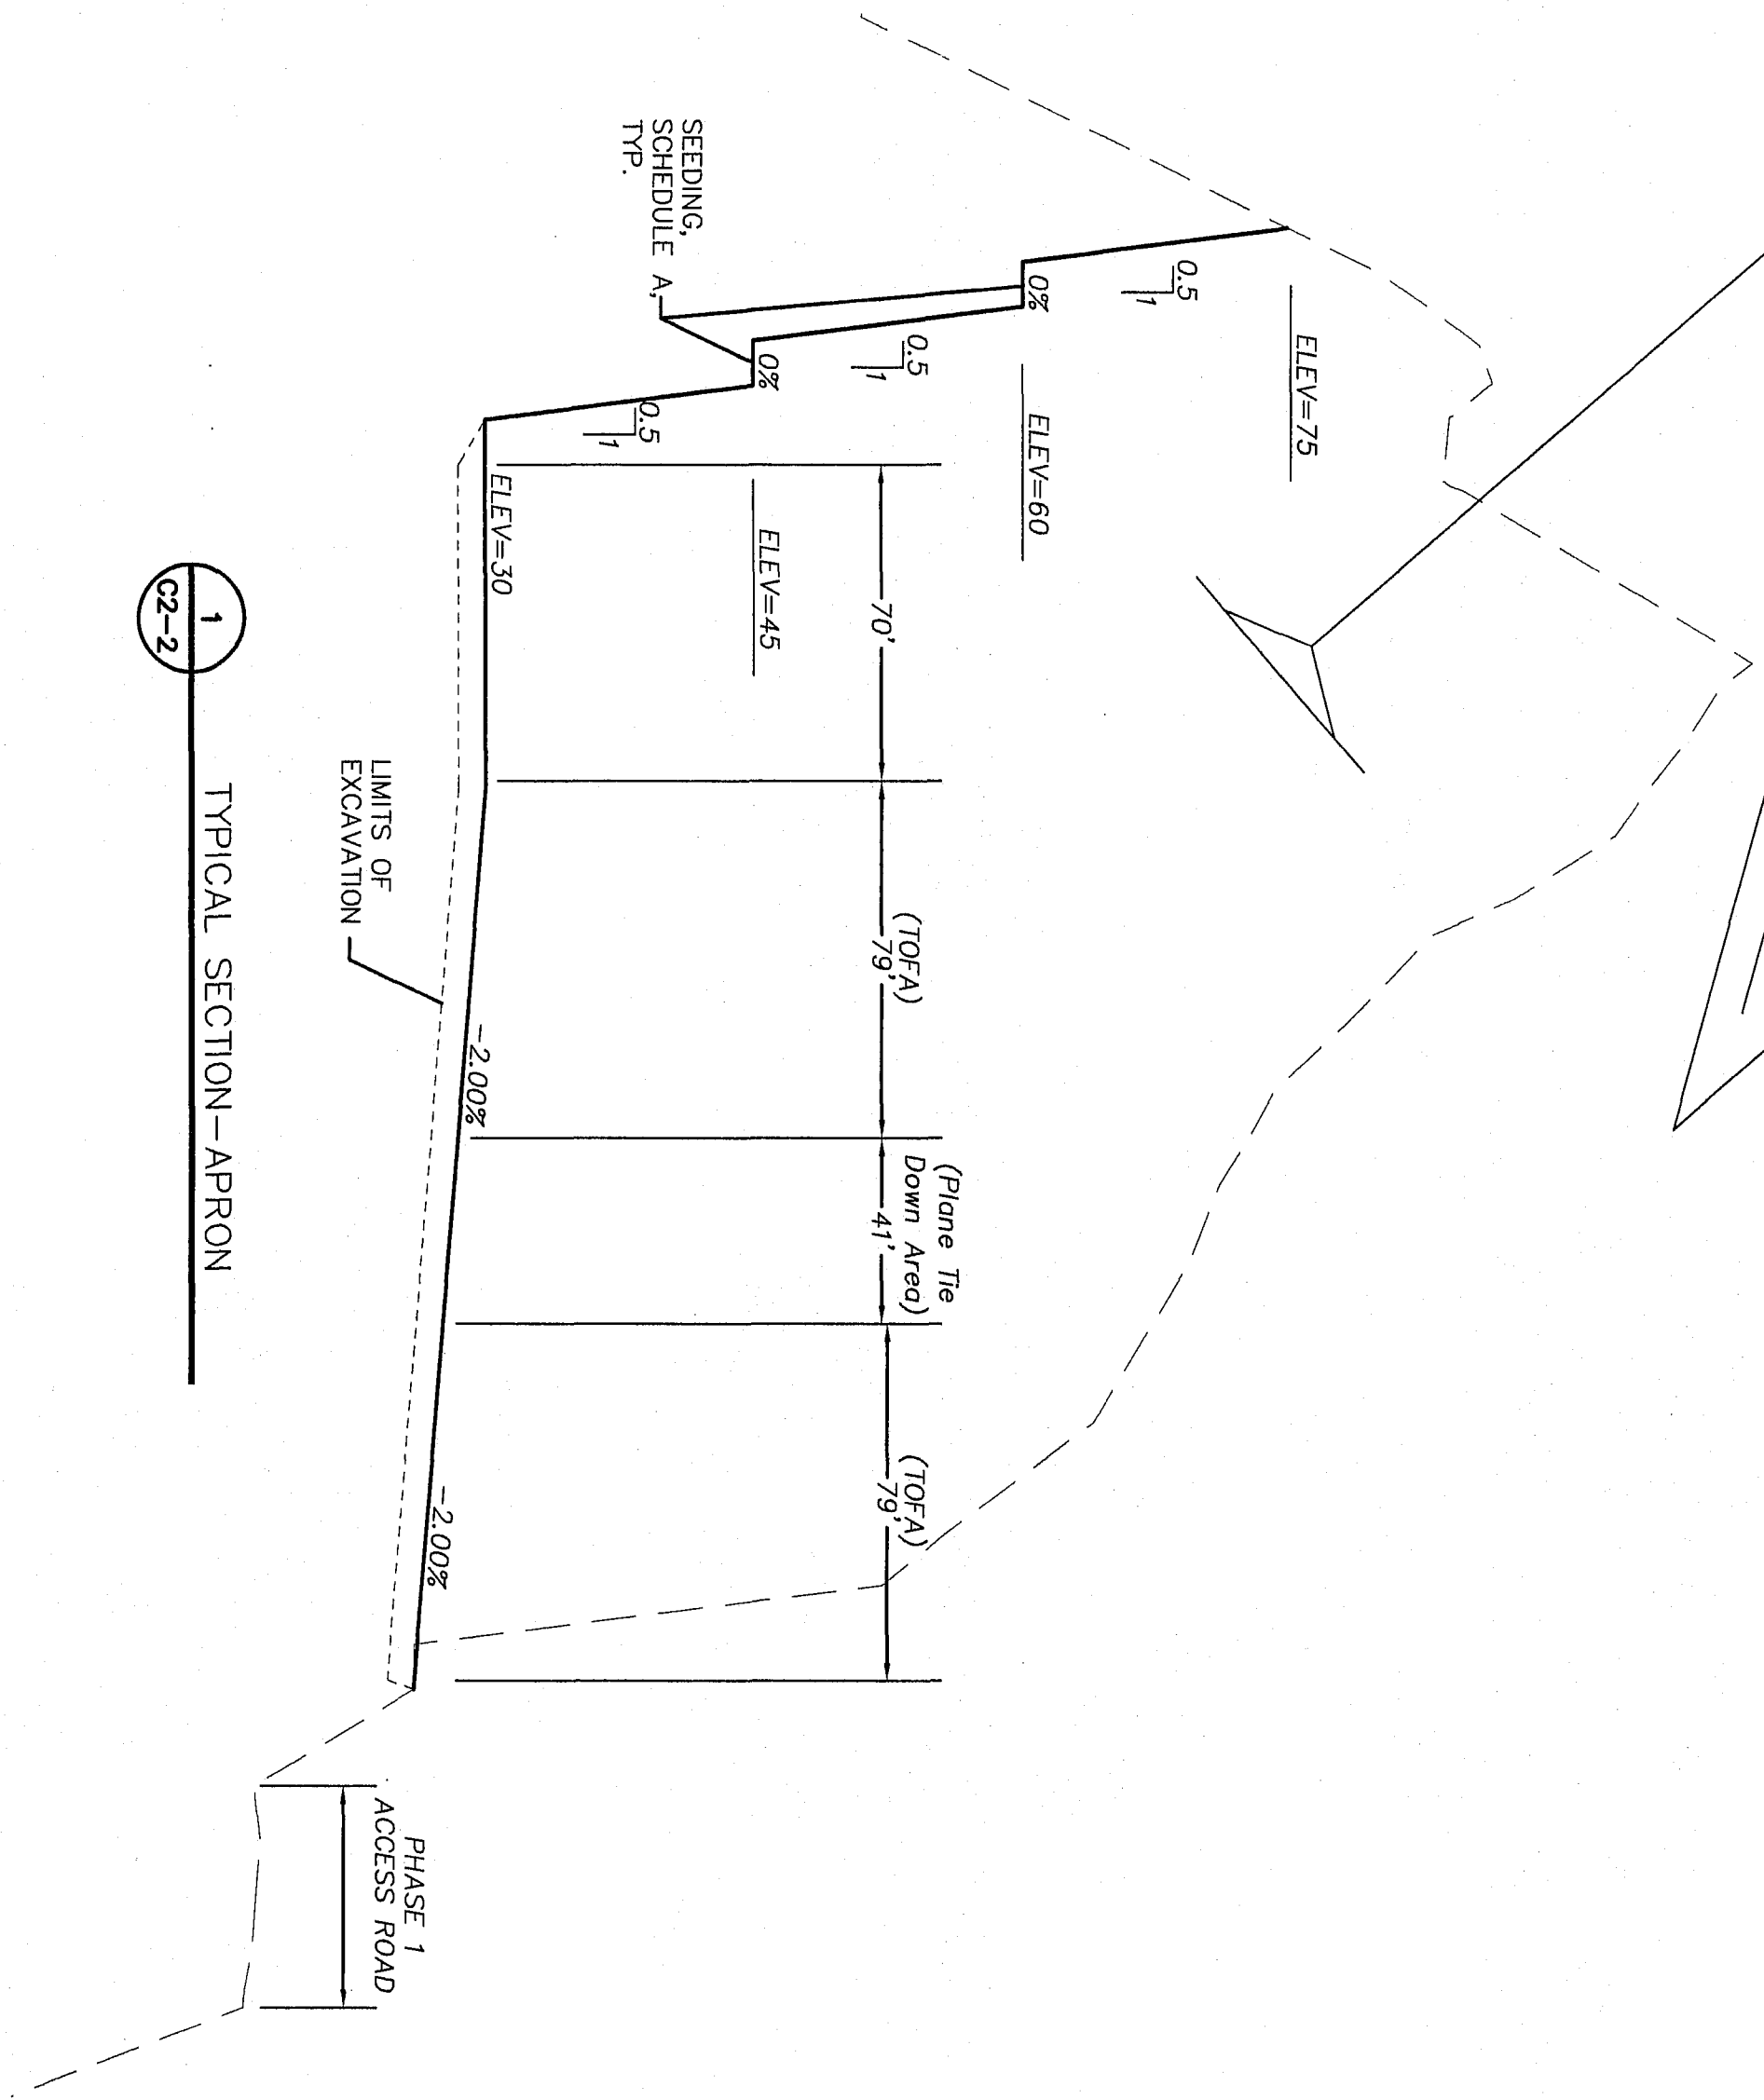 ELEV=75
0.5
1
0%
ELEV=60
0.5
1
0%
ELEV=45
0.5
1
ELEV=30
SEEDING,
SCHEDULE A,
TYP.
70'
(TOFA)
79'
(Plane Tie
Down Area)
41'
(TOFA)
79'
-2.00%
-2.00%
LIMITS OF
EXCAVATION
PHASE 1
ACCESS ROAD
1
C2-2
TYPICAL SECTION-APRON